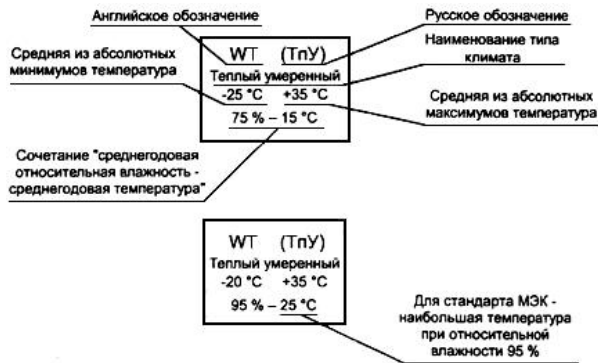 Английское обозначение
Русское обозначение
Средняя из абсолютных
минимумов температура
WT (ТпУ)
Теплый умеренный
-25 °C +35 °C
75 % – 15 °C
Наименование типа
климата
Средняя из абсолютных
максимумов температура
Сочетание "среднегодовая
относительная влажность -
среднегодовая температура"
WT (ТпУ)
Теплый умеренный
-20 °C +35 °C
95 % – 25 °C
Для стандарта МЭК -
наибольшая температура
при относительной
влажности 95 %